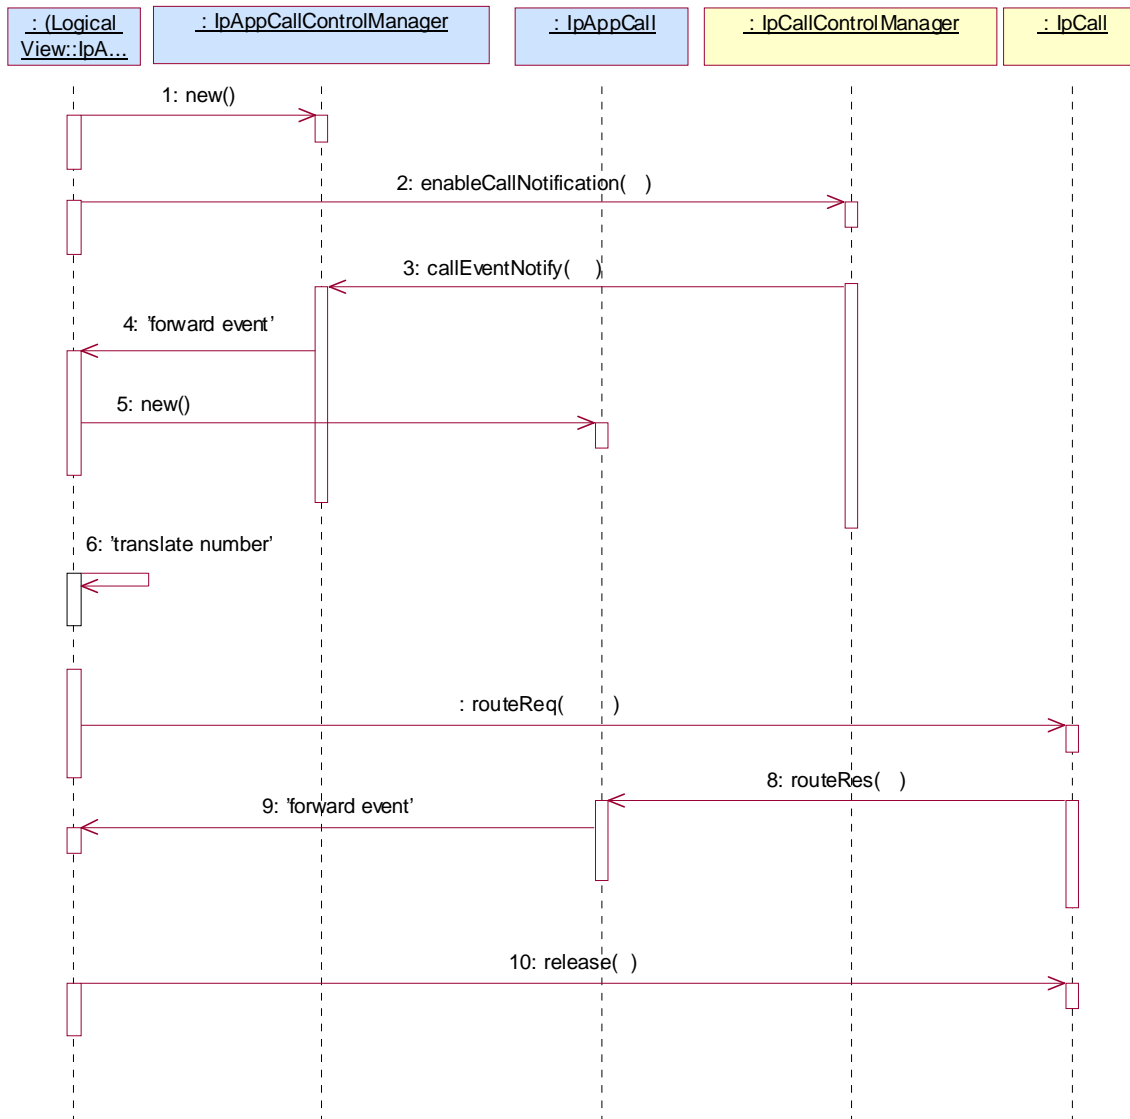 : (Logical
View::IpA...
: IpAppCallControlManager
: IpAppCall
: IpCallControlManager
: IpCall
1: new()
2: enableCallNotification(   )
3: callEventNotify(    )
4: 'forward event'
5: new()
6: 'translate number'
: routeReq(        )
8: routeRes(   )
9: 'forward event'
10: release(  )